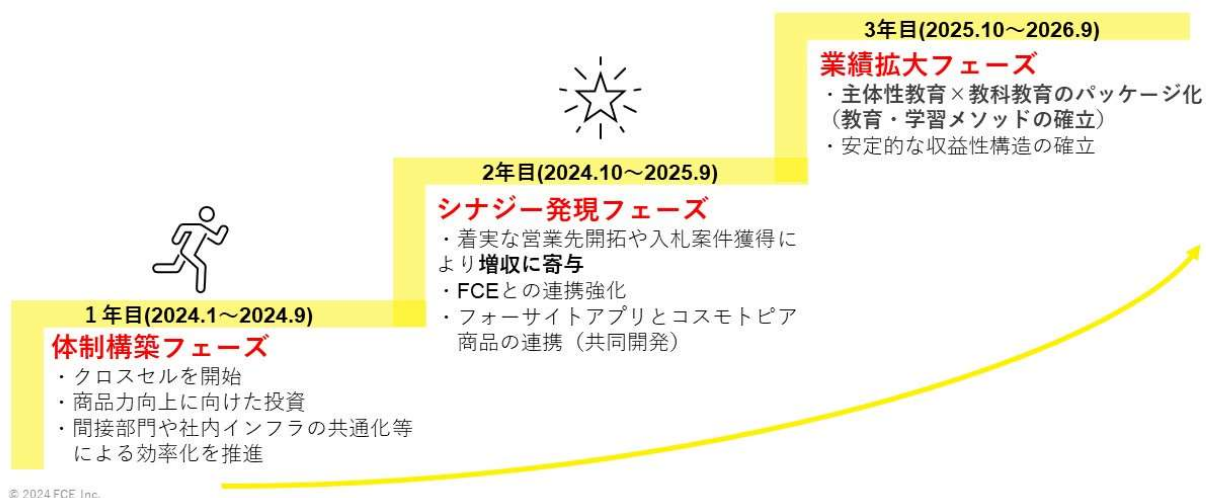 3年目(2025.10～2026.9)
業績拡大フェーズ
・主体性教育×教科教育のパッケージ化
（教育・学習メソッドの確立）
・安定的な収益性構造の確立
2年目(2024.10～2025.9)
シナジー発現フェーズ
・着実な営業先開拓や入札案件獲得に
より増収に寄与
・FCEとの連携強化
・フォーサイトアプリとコスモトピア
商品の連携（共同開発）
１年目(2024.1～2024.9)
体制構築フェーズ
・クロスセルを開始
・商品力向上に向けた投資
・間接部門や社内インフラの共通化等
による効率化を推進
© 2024 FCE Inc.